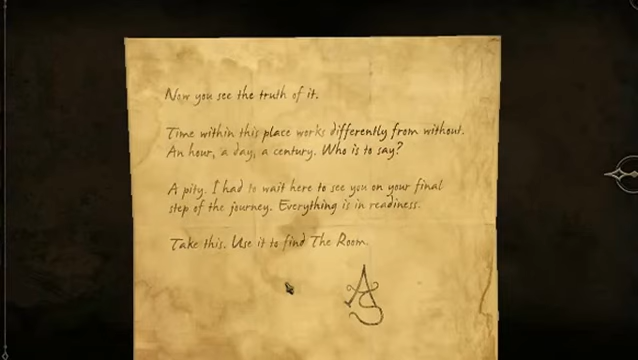 Now you see the truth of it.
Time within this place works differently from without.
An hour, a day, a century. Who is to say?
A pity. I had to wait here to see you on your final
step of the journey. Everything is in readiness.
Take this. Use it to find The Room.
AS